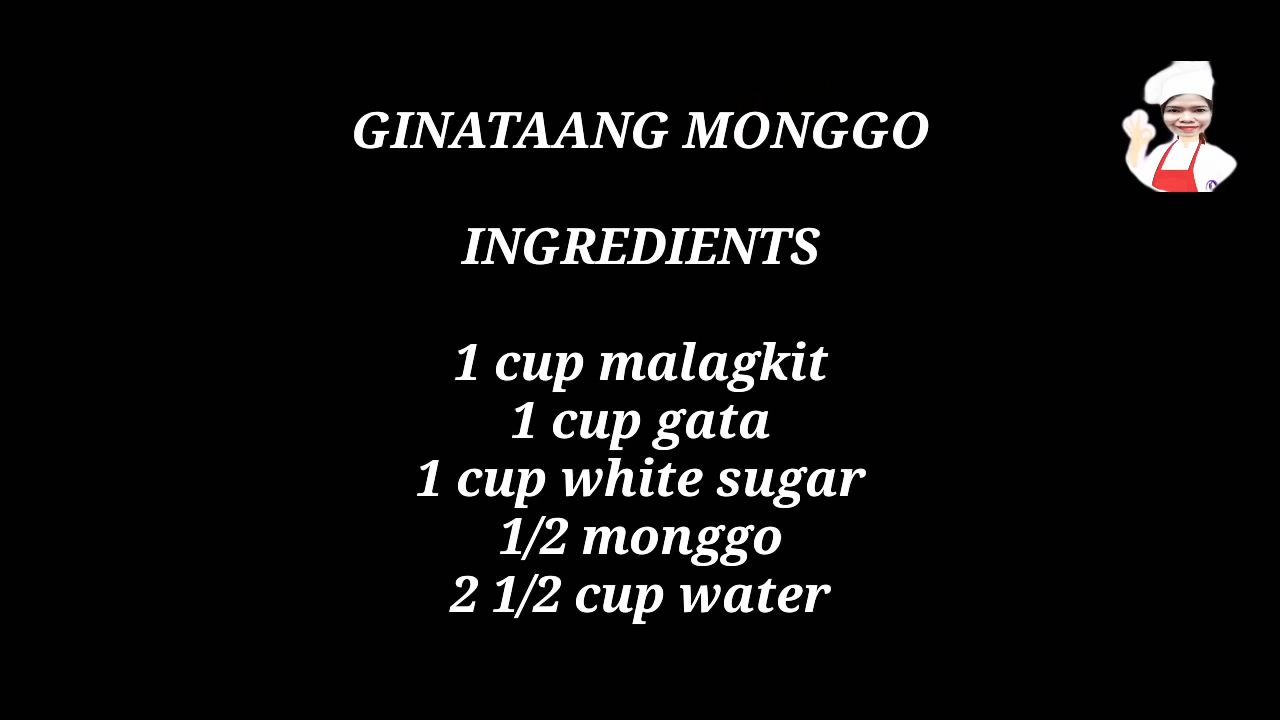 GINATAANG MONGGO
INGREDIENTS
1 cup malagkit
1 cup gata
1 cup white sugar
1/2 monggo
2 1/2 cup water